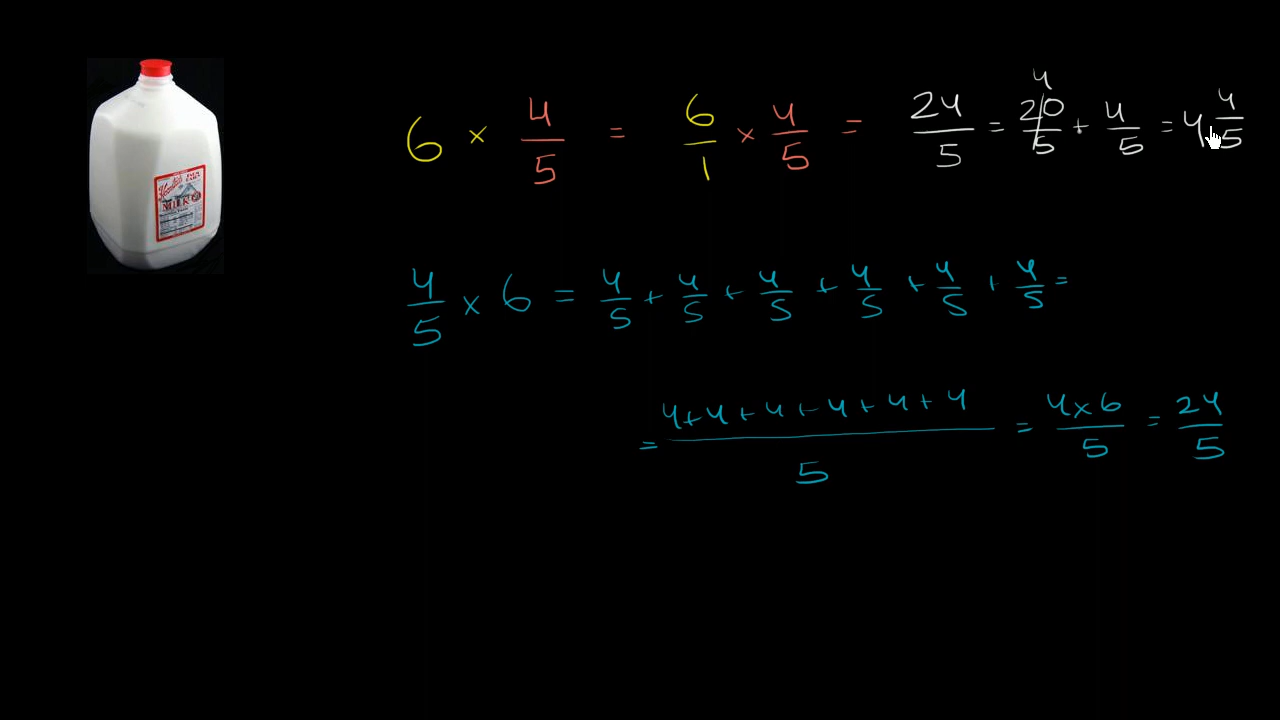 6 × 4/5 = 6/1 × 4/5 = 24/5 = 20/5 + 4/5 = 4 4/5
4
4/5 × 6 = 4/5 + 4/5 + 4/5 + 4/5 + 4/5 + 4/5 =
= 4+4+4+4+4+4/5 = 4×6/5 = 24/5
MILK